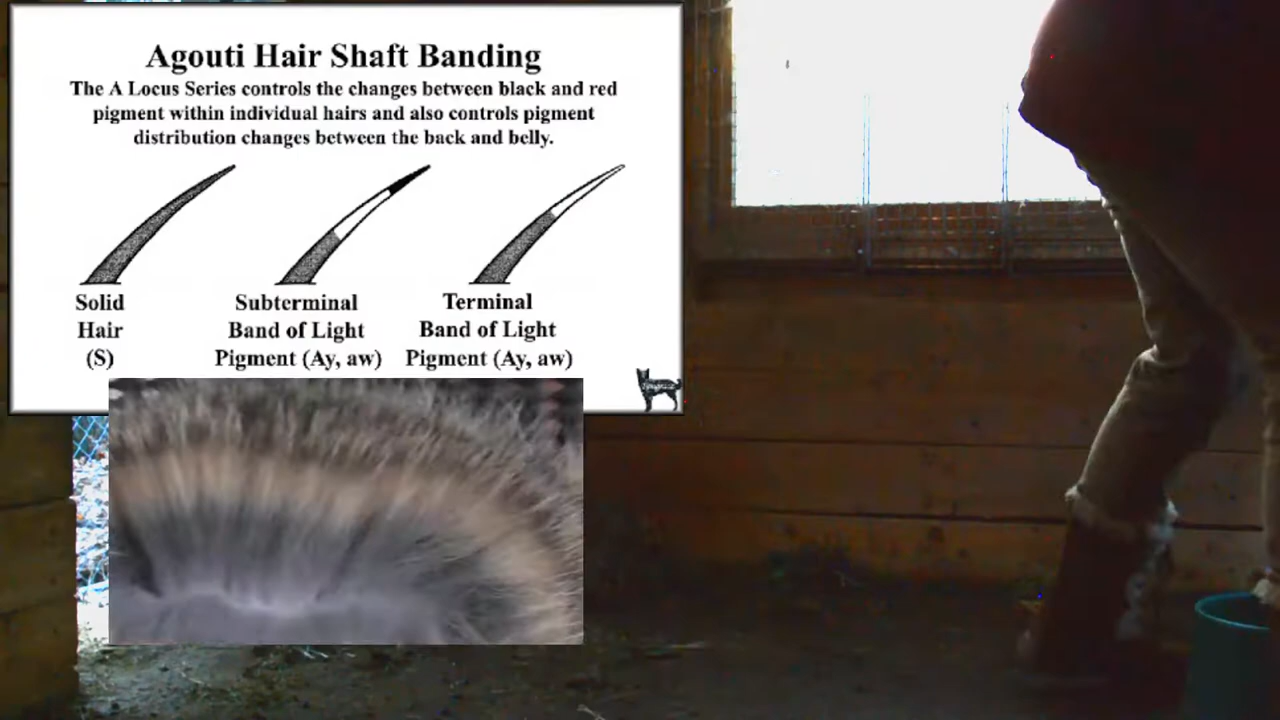 Agouti Hair Shaft Banding
The A Locus Series controls the changes between black and red
pigment within individual hairs and also controls pigment
distribution changes between the back and belly.
Solid
Hair
(S)
Subterminal
Band of Light
Pigment (Ay, aw)
Terminal
Band of Light
Pigment (Ay, aw)